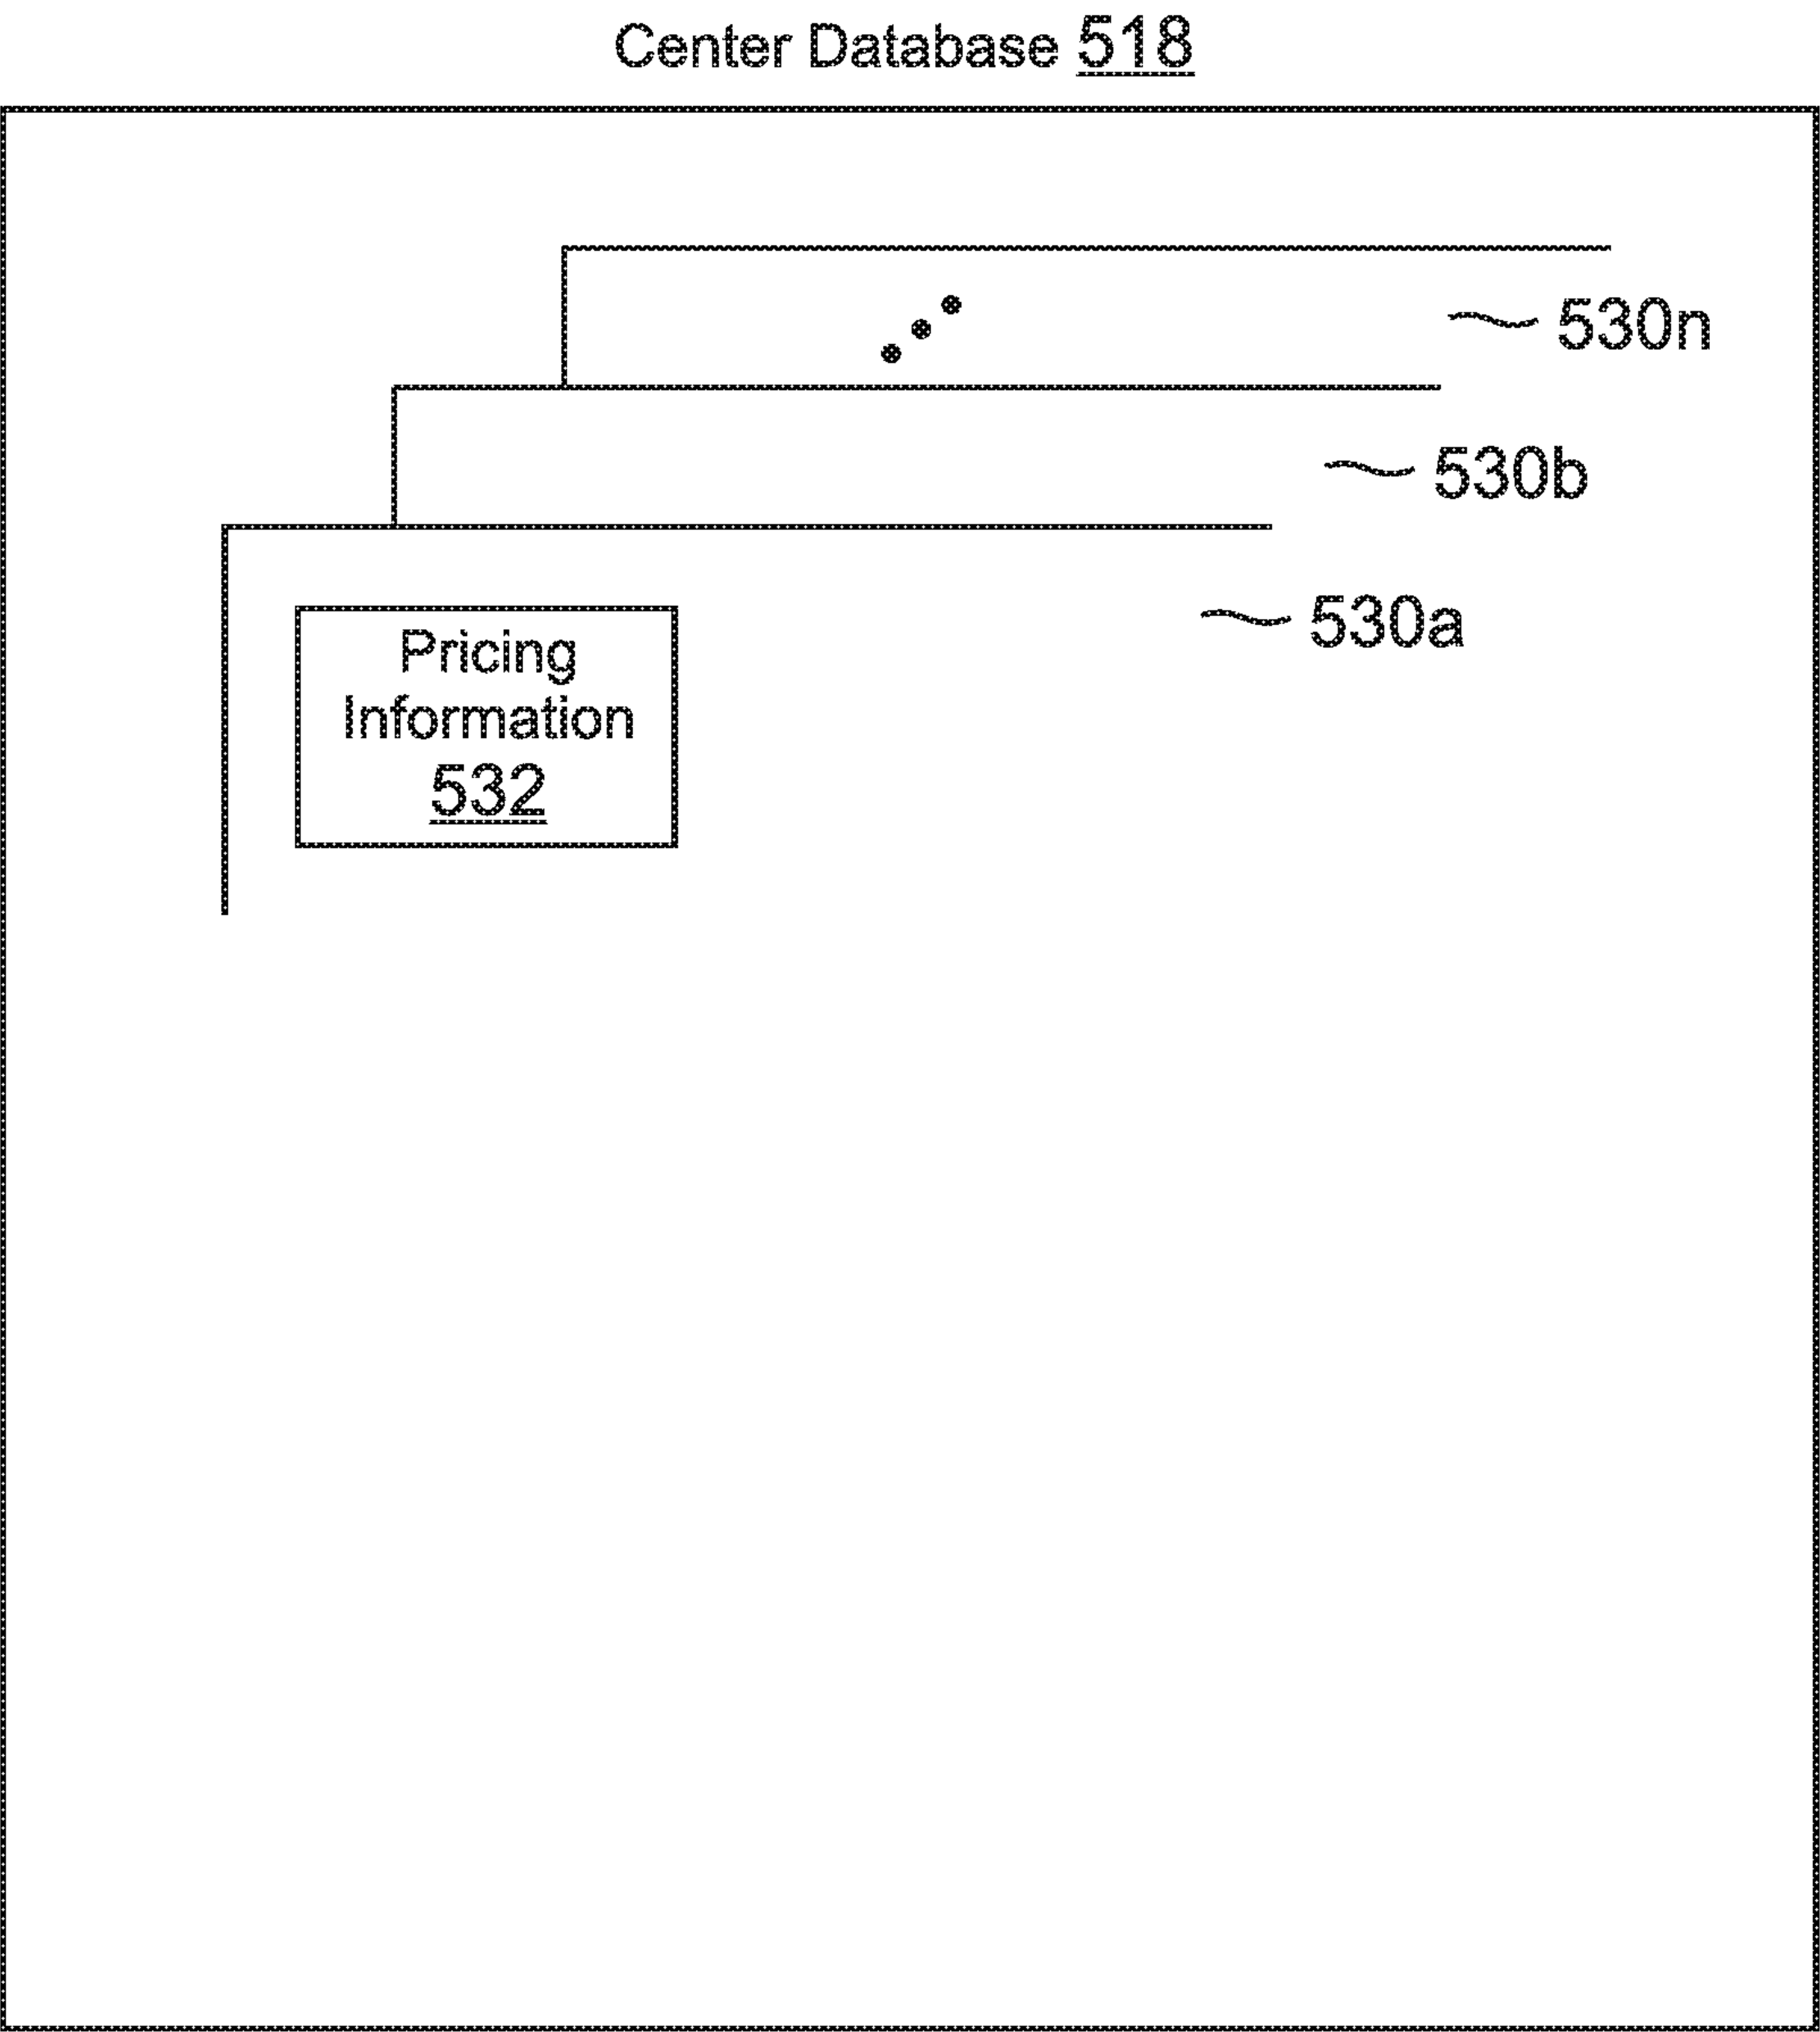 Center Database 518
530n
530b
530a
Pricing
Information
532